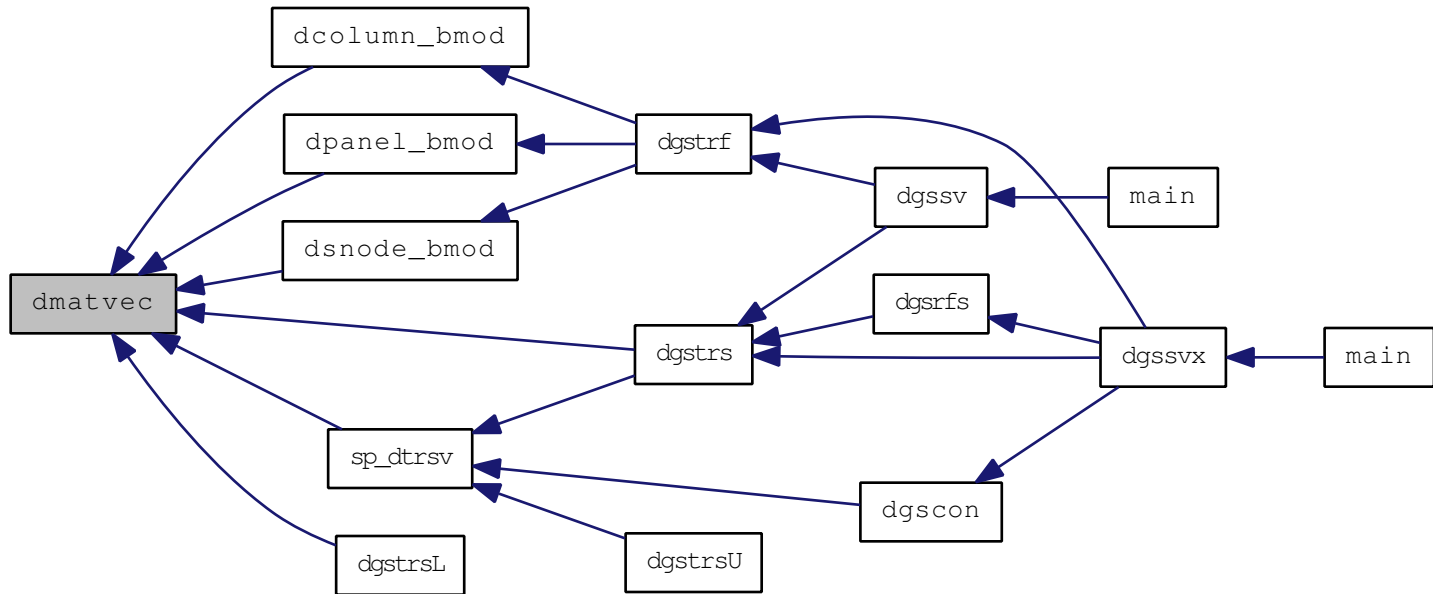 dcolumn_bmod
dpanel_bmod
dgstrf
dgssv
main
dsnode_bmod
dmatvec
dgsrfs
dgstrs
dgssvx
main
sp_dtrsv
dgscon
dgstrsL
dgstrsU